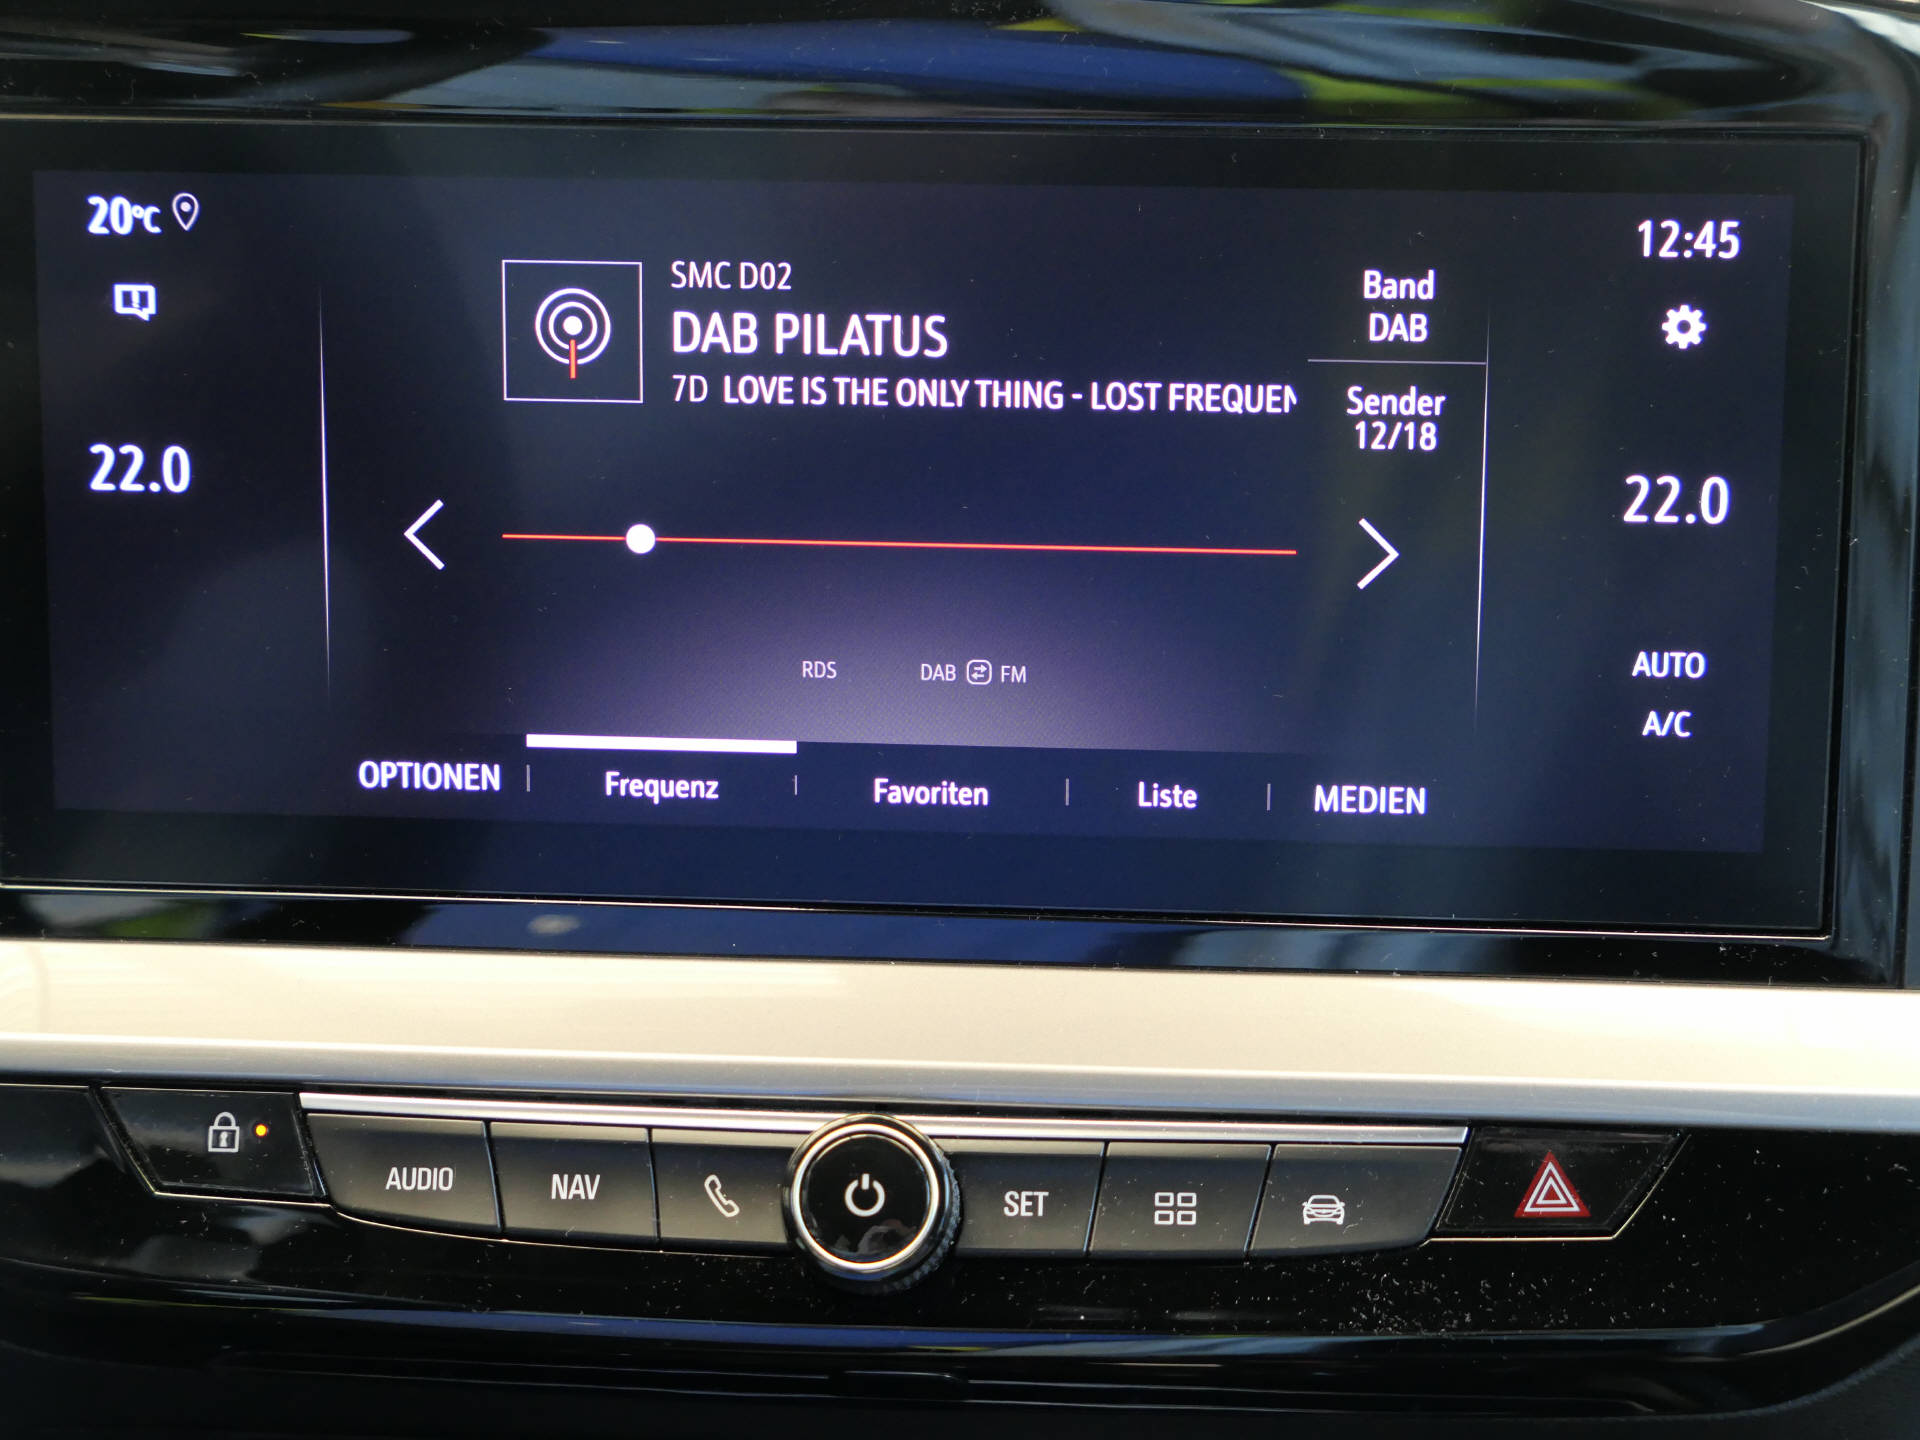 20°C
12:45
SMC D02
DAB PILATUS
7D LOVE IS THE ONLY THING - LOST FREQUEN
Band
DAB
Sender
12/18
22.0
22.0
RDS
DAB FM
AUTO
A/C
OPTIONEN
Frequenz
Favoriten
Liste
MEDIEN
AUDIO
NAV
SET